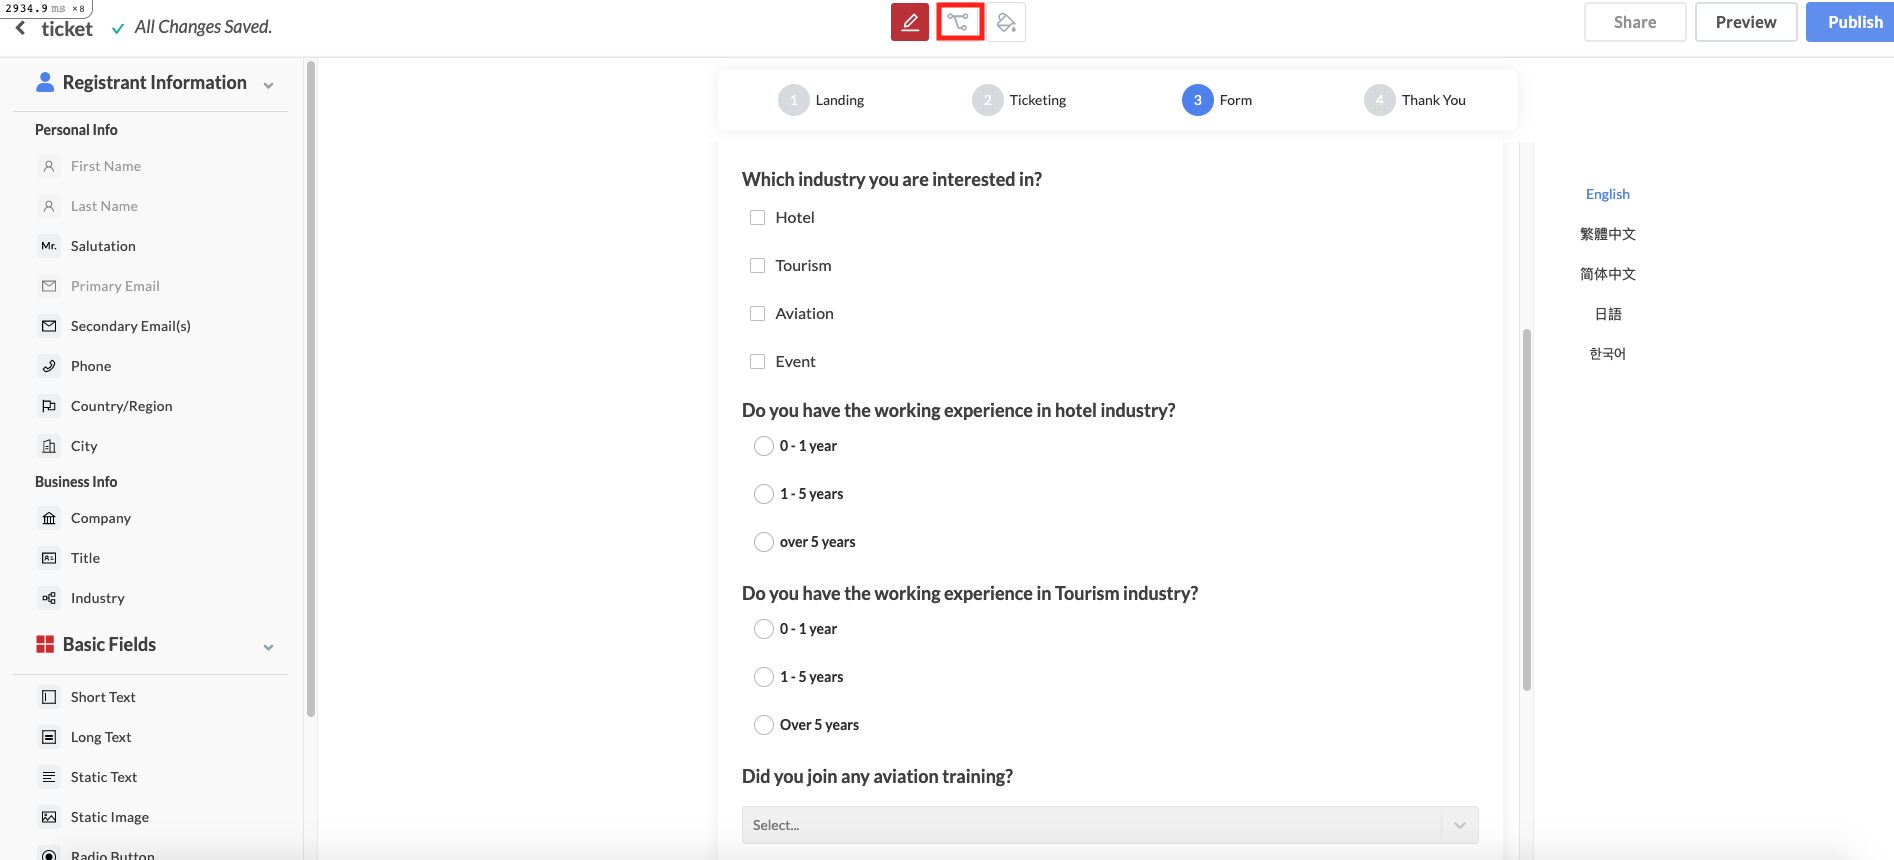 2934.9 ms ×8
ticket
All Changes Saved.
Share
Preview
Publish
Registrant Information
Personal Info
First Name
Last Name
Mr. Salutation
Primary Email
Secondary Email(s)
Phone
Country/Region
City
Business Info
Company
Title
Industry
Basic Fields
Short Text
Long Text
Static Text
Static Image
Radio Button
1 Landing
2 Ticketing
3 Form
4 Thank You
Which industry you are interested in?
Hotel
Tourism
Aviation
Event
Do you have the working experience in hotel industry?
0 - 1 year
1 - 5 years
over 5 years
Do you have the working experience in Tourism industry?
0 - 1 year
1 - 5 years
Over 5 years
Did you join any aviation training?
Select...
English
繁體中文
简体中文
日語
한국어